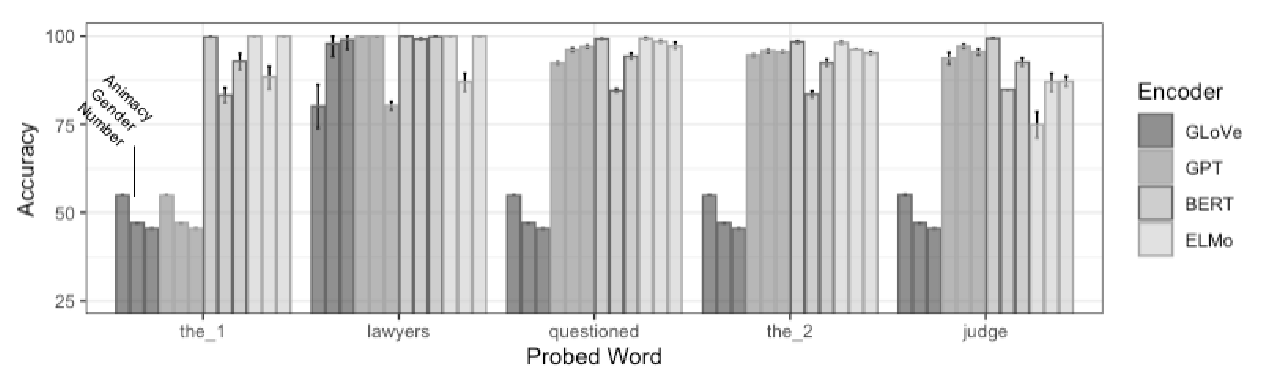 100
75
50
25
Accuracy
Animacy
Gender
Number
the_1
lawyers
questioned
the_2
judge
Probed Word
Encoder
GLoVe
GPT
BERT
ELMo